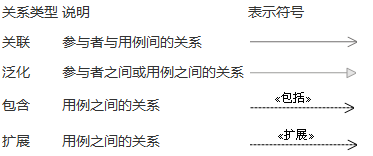 关系类型 说明 表示符号
关联 参与者与用例间的关系
泛化 参与者之间或用例之间的关系
包含 用例之间的关系 «包括»
扩展 用例之间的关系 «扩展»